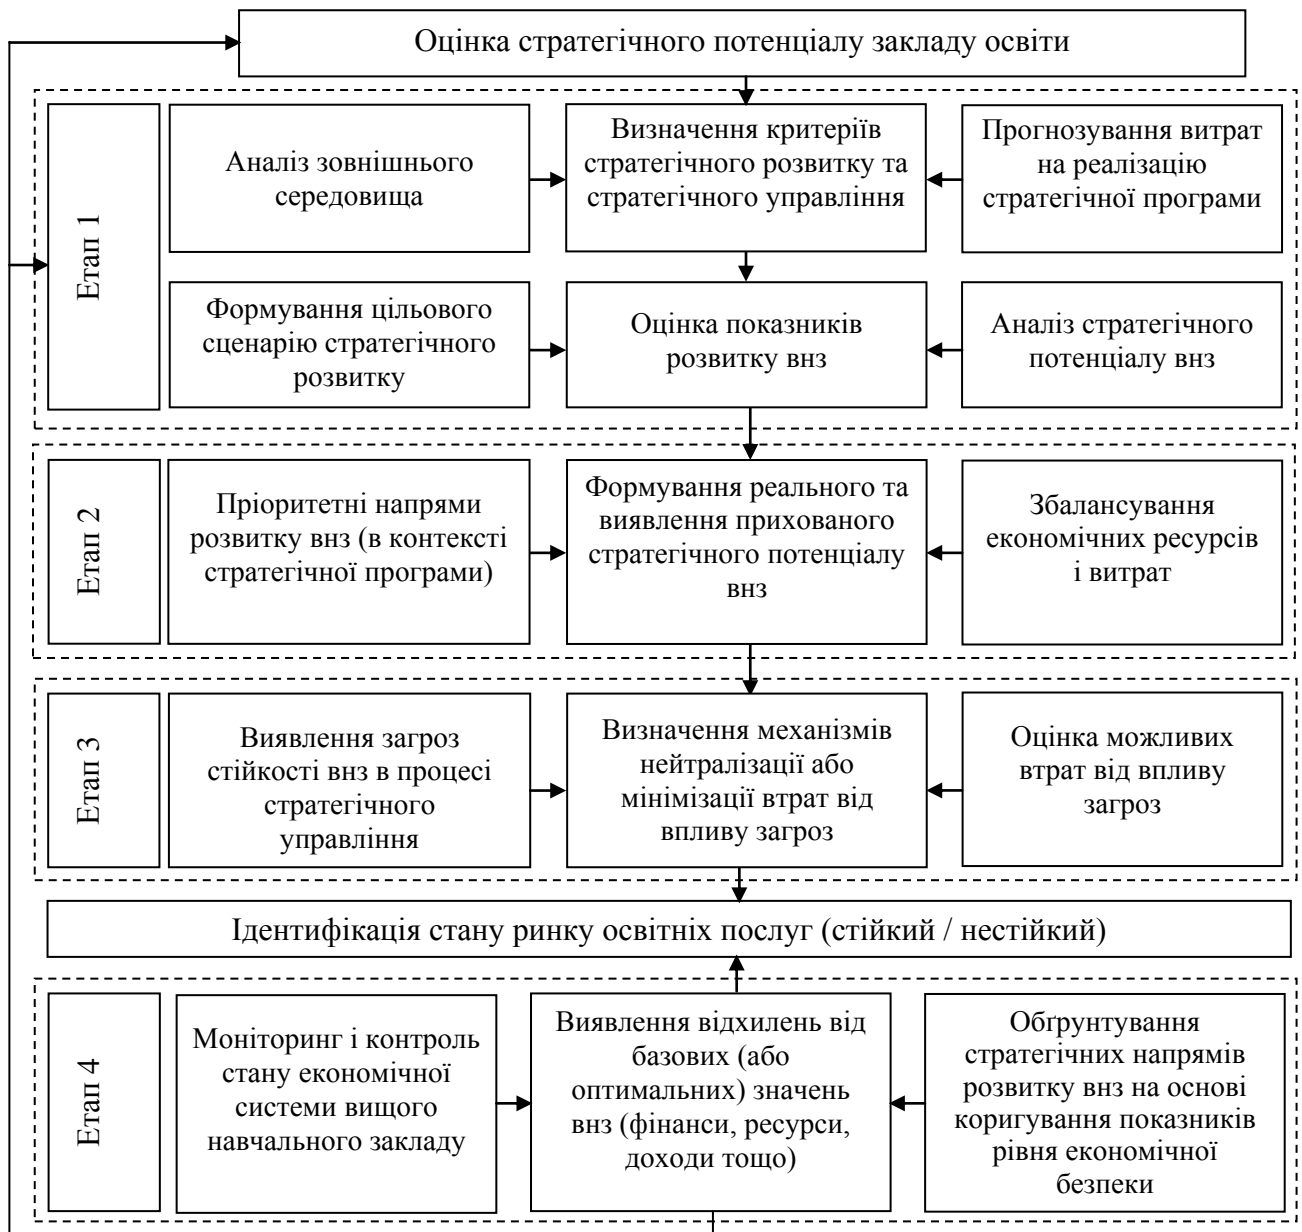 Оцінка стратегічного потенціалу закладу освіти
Етап 1
Аналіз зовнішнього
середовища
Визначення критеріїв
стратегічного розвитку та
стратегічного управління
Прогнозування витрат
на реалізацію
стратегічної програми
Формування цільового
сценарію стратегічного
розвитку
Оцінка показників
розвитку внз
Аналіз стратегічного
потенціалу внз
Етап 2
Пріоритетні напрями
розвитку внз (в контексті
стратегічної програми)
Формування реального та
виявлення прихованого
стратегічного потенціалу
внз
Збалансування
економічних ресурсів
і витрат
Етап 3
Виявлення загроз
стійкості внз в процесі
стратегічного
управління
Визначення механізмів
нейтралізації або
мінімізації втрат від
впливу загроз
Оцінка можливих
втрат від впливу
загроз
Ідентифікація стану ринку освітніх послуг (стійкий / нестійкий)
Етап 4
Моніторинг і контроль
стану економічної
системи вищого
навчального закладу
Виявлення відхилень від
базових (або
оптимальних) значень
внз (фінанси, ресурси,
доходи тощо)
Обґрунтування
стратегічних напрямів
розвитку внз на основі
коригування показників
рівня економічної
безпеки